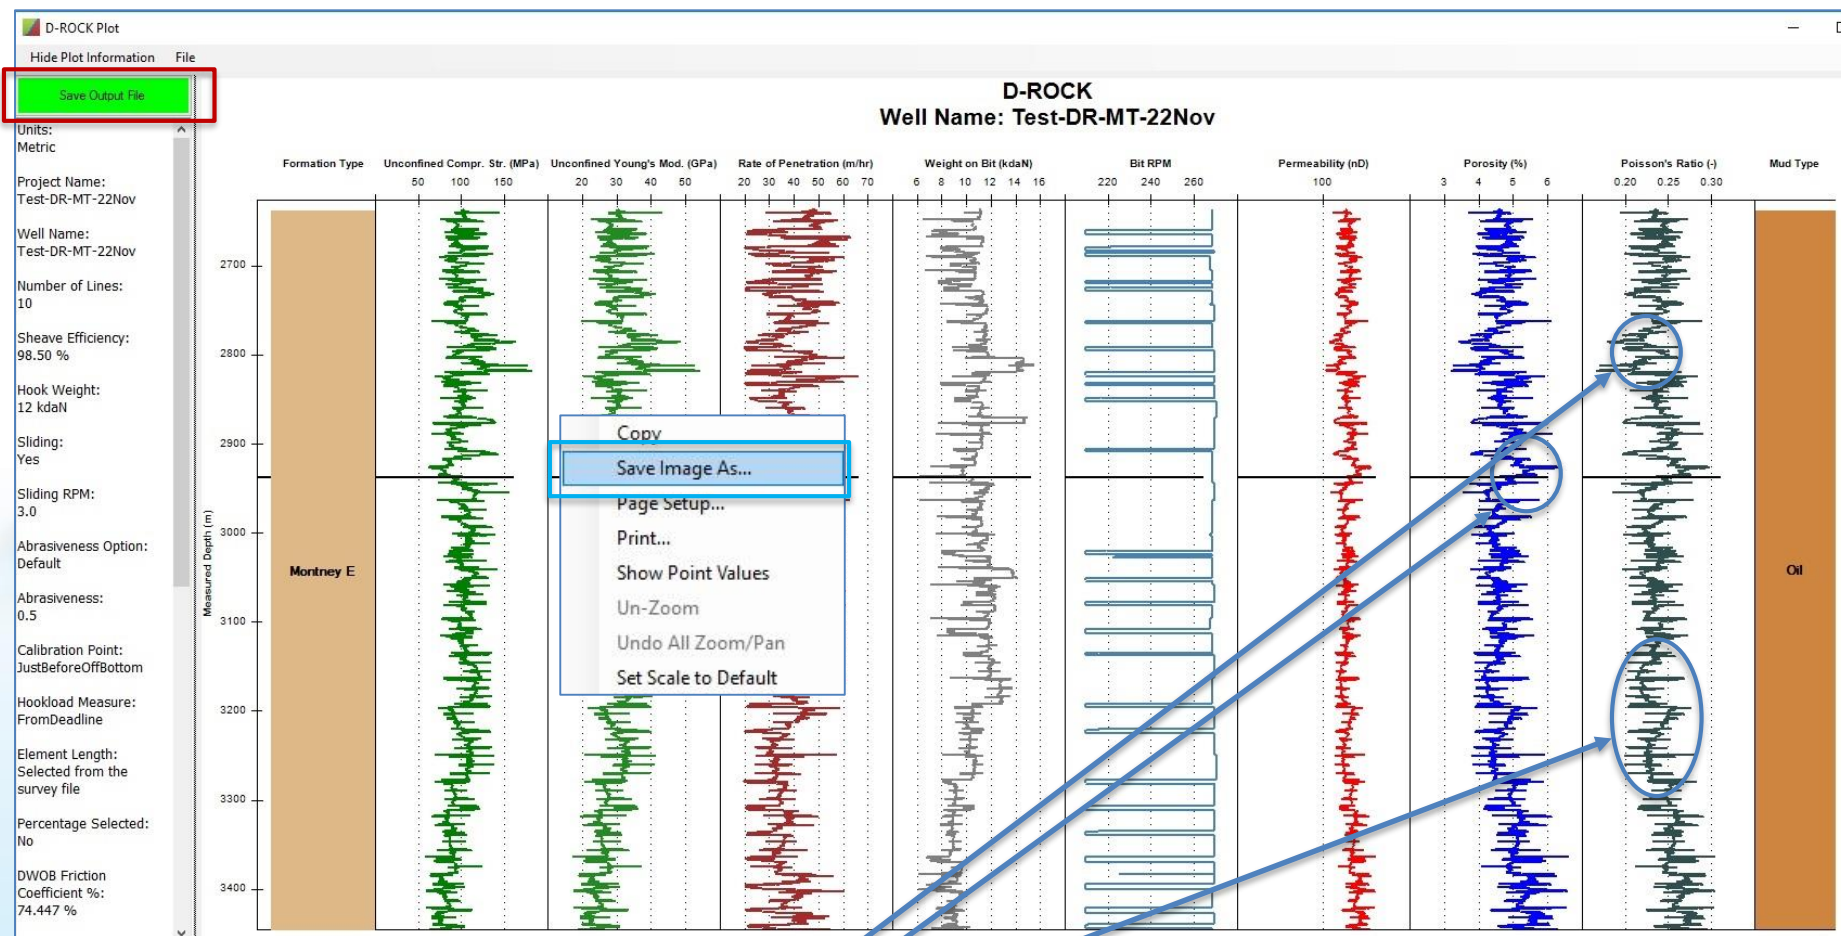 D-ROCK Plot
Hide Plot Information File
Save Output File
Units:
Metric
Project Name:
Test-DR-MT-22Nov
Well Name:
Test-DR-MT-22Nov
Number of Lines:
10
Sheave Efficiency:
98.50 %
Hook Weight:
12 kdaN
Sliding:
Yes
Sliding RPM:
3.0
Abrasiveness Option:
Default
Abrasiveness:
0.5
Calibration Point:
JustBeforeOffBottom
Hookload Measure:
FromDeadline
Element Length:
Selected from the
survey file
Percentage Selected:
No
DWOB Friction
Coefficient %:
74.447 %
D-ROCK
Well Name: Test-DR-MT-22Nov
Formation Type Unconfined Compr. Str. (MPa) Unconfined Young's Mod. (GPa) Rate of Penetration (m/hr) Weight on Bit (kdaN) Bit RPM Permeability (nD) Porosity (%) Poisson's Ratio (-) Mud Type
50 100 150 20 30 40 50 20 30 40 50 60 70 6 8 10 12 14 16 220 240 260 100 3 4 5 6 0.20 0.25 0.30
Measured Depth (m)
2700
2800
2900
3000
3100
3200
3300
3400
Montney E
Copy
Save Image As...
Page Setup...
Print...
Show Point Values
Un-Zoom
Undo All Zoom/Pan
Set Scale to Default
Oil